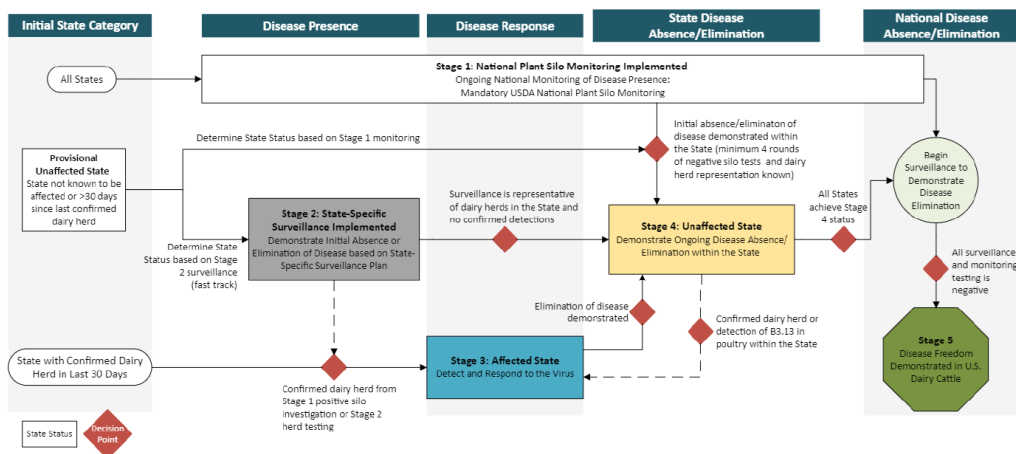 Initial State Category
Disease Presence
Disease Response
State Disease
Absence/Elimination
National Disease
Absence/Elimination
All States
Stage 1: National Plant Silo Monitoring Implemented
Ongoing National Monitoring of Disease Presence:
Mandatory USDA National Plant Silo Monitoring
Determine State Status based on Stage 1 monitoring
Initial absence/eliminaton of
disease demonstrated within
the State (minimum 4 rounds
of negative silo tests and dairy
herd representation known)
Provisional
Unaffected State
State not known to be
affected or >30 days
since last confirmed
dairy herd
Begin
Surveillance to
Demonstrate
Disease
Elimination
Surveillance is
representative
of dairy herds in the State and
no confirmed detections
All States
achieve Stage
4 status
Stage 2: State-Specific
Surveillance Implemented
Demonstrate Initial Absence or
Elimination of Disease based on State-
Specific Surveillance Plan
Stage 4: Unaffected State
Demonstrate Ongoing Disease Absence/
Elimination within the State
Determine State
Status based on Stage
2 surveillance
(fast track)
All surveillance
and monitoring
testing is
negative
Elimination of disease
demonstrated
Confirmed dairy herd or
detection of B3.13 in
poultry within the State
State with Confirmed Dairy
Herd in Last 30 Days
Stage 3: Affected State
Detect and Respond to the Virus
Stage 5
Disease Freedom
Demonstrated in U.S.
Dairy Cattle
Confirmed dairy herd from
Stage 1 positive silo
investigation or Stage 2
herd testing
State Status
Decision
Point